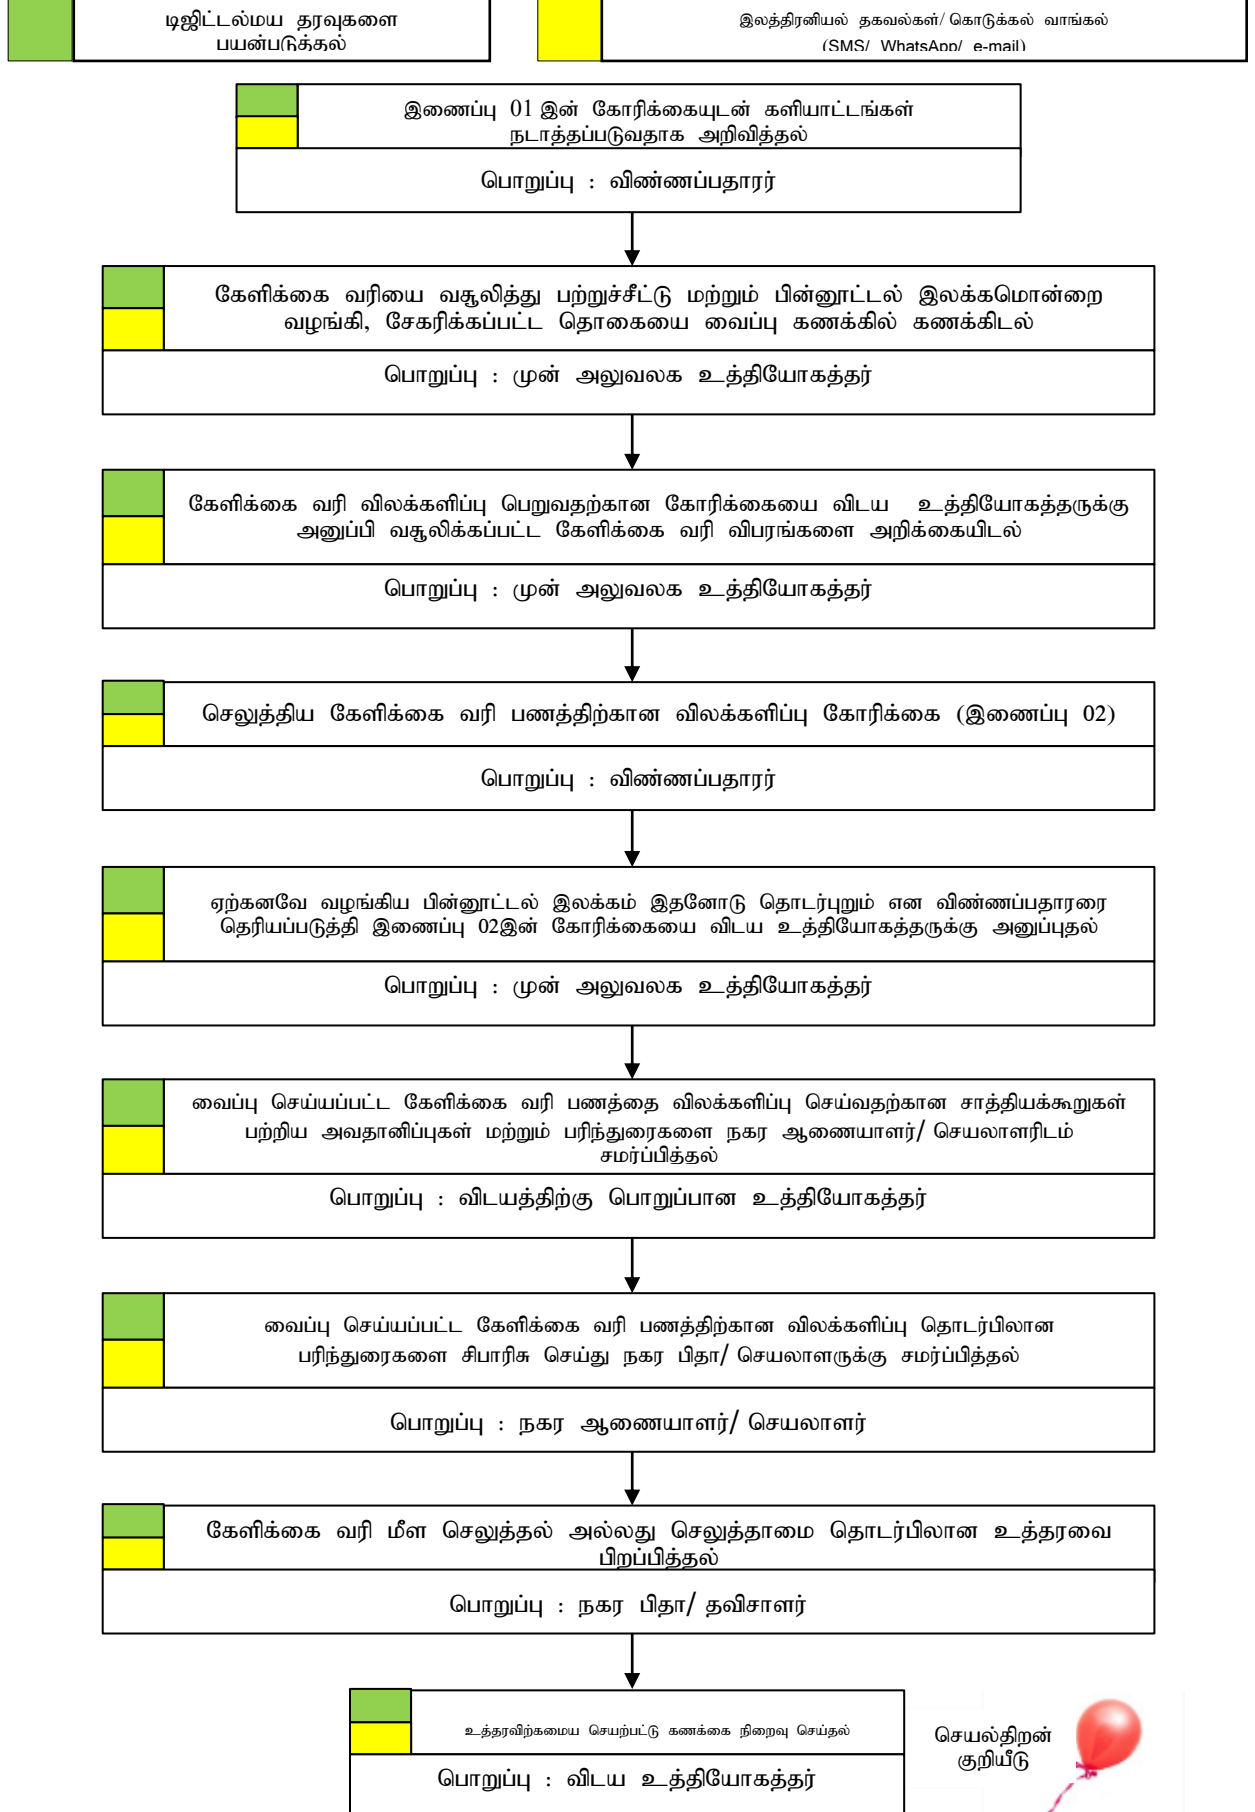 டிஜிட்டல்மய தரவுகளை
பயன்படுத்கல்
இலத்திரனியல் தகவல்கள்/ கொடுக்கல் வாங்கல்
(SMS/ WhatsApp/ e-mail)
இணைப்பு 01 இன் கோரிக்கையுடன் களியாட்டங்கள்
நடாத்தப்படுவதாக அறிவித்தல்
பொறுப்பு : விண்ணப்பதாரர்
கேளிக்கை வரியை வசூலித்து பற்றுச்சீட்டு மற்றும் பின்னூட்டல் இலக்கமொன்றை
வழங்கி, சேகரிக்கப்பட்ட தொகையை வைப்பு கணக்கில் கணக்கிடல்
பொறுப்பு : முன் அலுவலக உத்தியோகத்தர்
கேளிக்கை வரி விலக்களிப்பு பெறுவதற்கான கோரிக்கையை விடய உத்தியோகத்தருக்கு
அனுப்பி வசூலிக்கப்பட்ட கேளிக்கை வரி விபரங்களை அறிக்கையிடல்
பொறுப்பு : முன் அலுவலக உத்தியோகத்தர்
செலுத்திய கேளிக்கை வரி பணத்திற்கான விலக்களிப்பு கோரிக்கை (இணைப்பு 02)
பொறுப்பு : விண்ணப்பதாரர்
ஏற்கனவே வழங்கிய பின்னூட்டல் இலக்கம் இதனோடு தொடர்புறும் என விண்ணப்பதாரரை
தெரியப்படுத்தி இணைப்பு 02இன் கோரிக்கையை விடய உத்தியோகத்தருக்கு அனுப்புதல்
பொறுப்பு : முன் அலுவலக உத்தியோகத்தர்
வைப்பு செய்யப்பட்ட கேளிக்கை வரி பணத்தை விலக்களிப்பு செய்வதற்கான சாத்தியக்கூறுகள்
பற்றிய அவதானிப்புகள் மற்றும் பரிந்துரைகளை நகர ஆணையாளர்/ செயலாளரிடம்
சமர்ப்பித்தல்
பொறுப்பு : விடயத்திற்கு பொறுப்பான உத்தியோகத்தர்
வைப்பு செய்யப்பட்ட கேளிக்கை வரி பணத்திற்கான விலக்களிப்பு தொடர்பிலான
பரிந்துரைகளை சிபாரிசு செய்து நகர பிதா/ செயலாளருக்கு சமர்ப்பித்தல்
பொறுப்பு : நகர ஆணையாளர்/ செயலாளர்
கேளிக்கை வரி மீள செலுத்தல் அல்லது செலுத்தாமை தொடர்பிலான உத்தரவை
பிறப்பித்தல்
பொறுப்பு : நகர பிதா/ தவிசாளர்
உத்தரவிற்கமைய செயற்பட்டு கணக்கை நிறைவு செய்தல்
பொறுப்பு : விடய உத்தியோகத்தர்
செயல்திறன்
குறியீடு